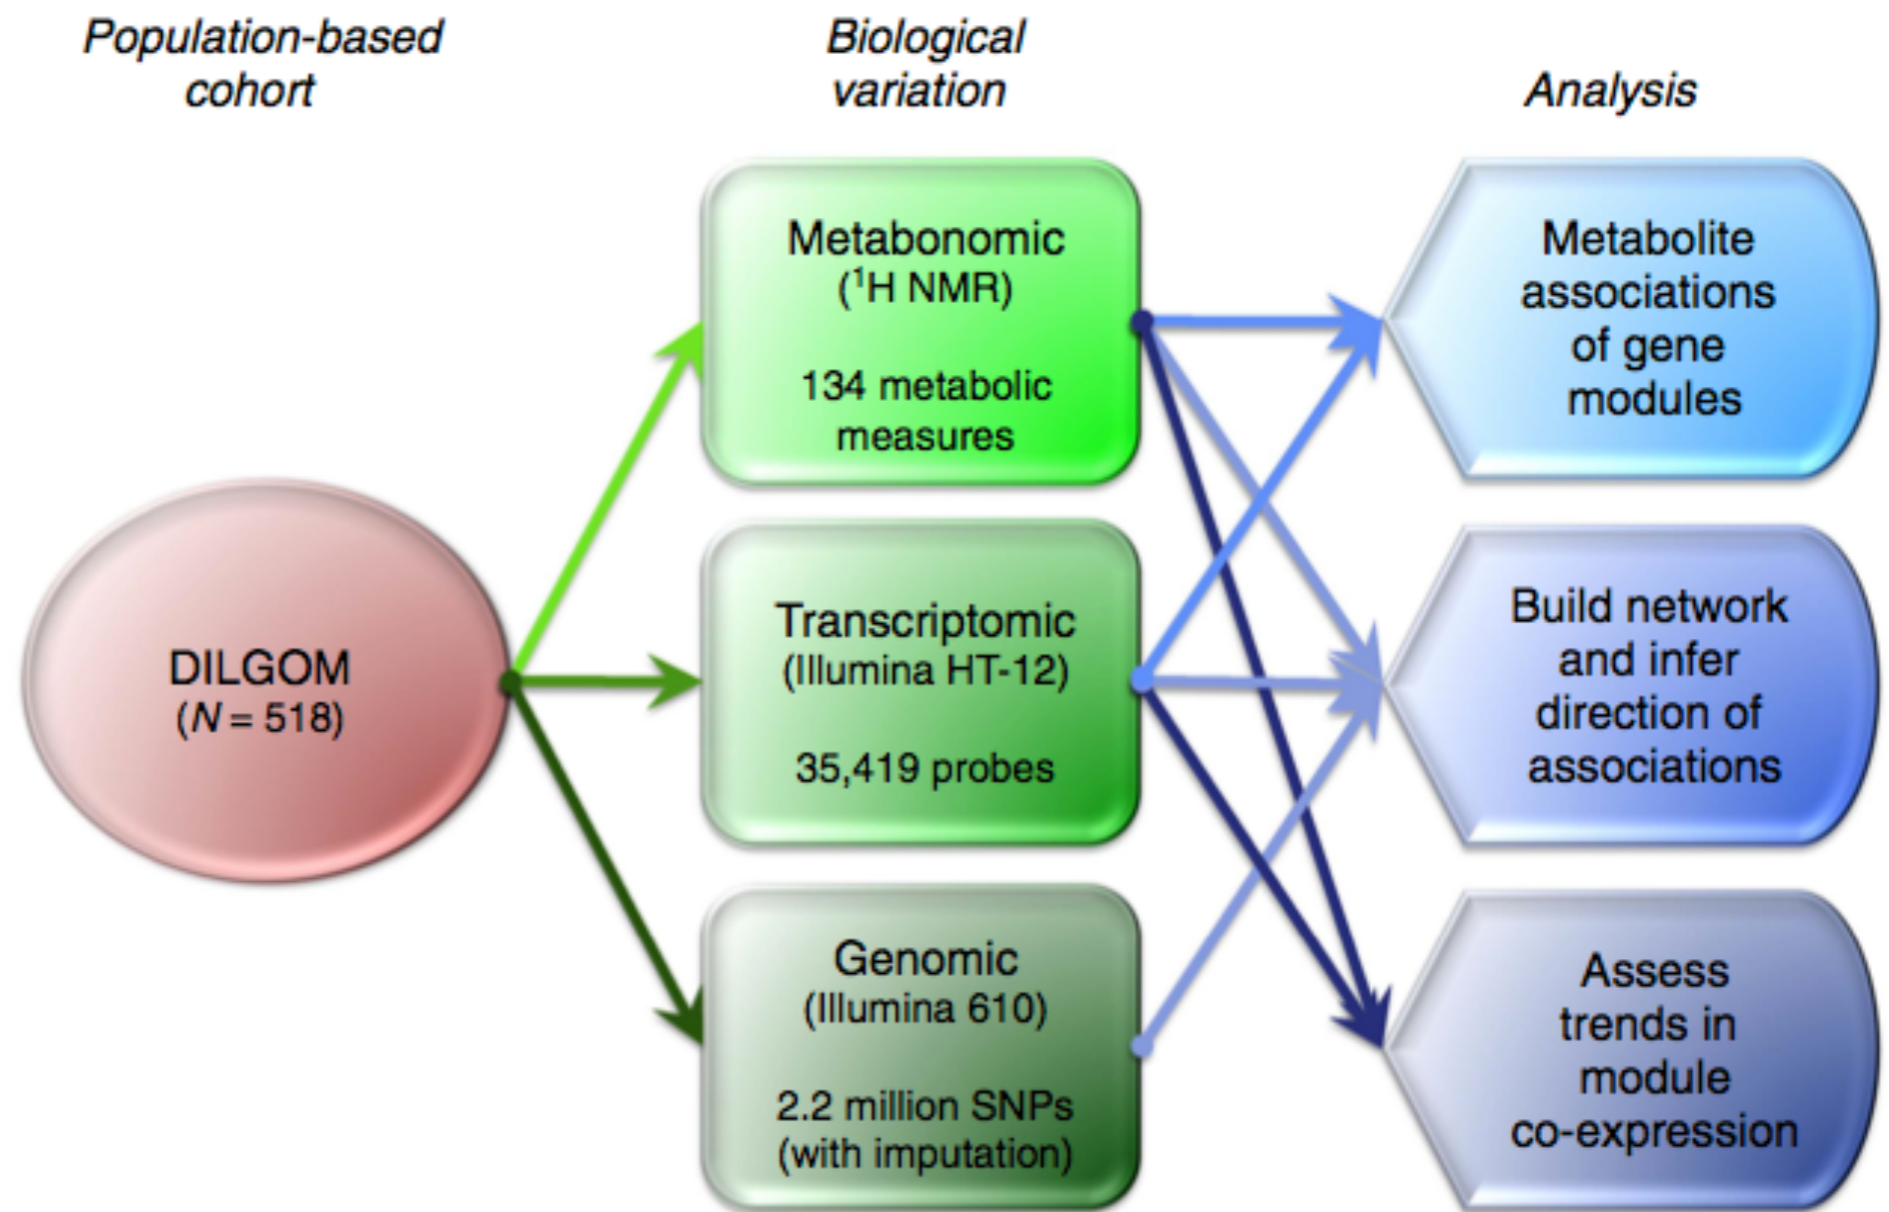 Population-based
cohort
Biological
variation
Analysis
DILGOM
(N = 518)
Metabonomic
(¹H NMR)
134 metabolic
measures
Transcriptomic
(Illumina HT-12)
35,419 probes
Genomic
(Illumina 610)
2.2 million SNPs
(with imputation)
Metabolite
associations
of gene
modules
Build network
and infer
direction of
associations
Assess
trends in
module
co-expression